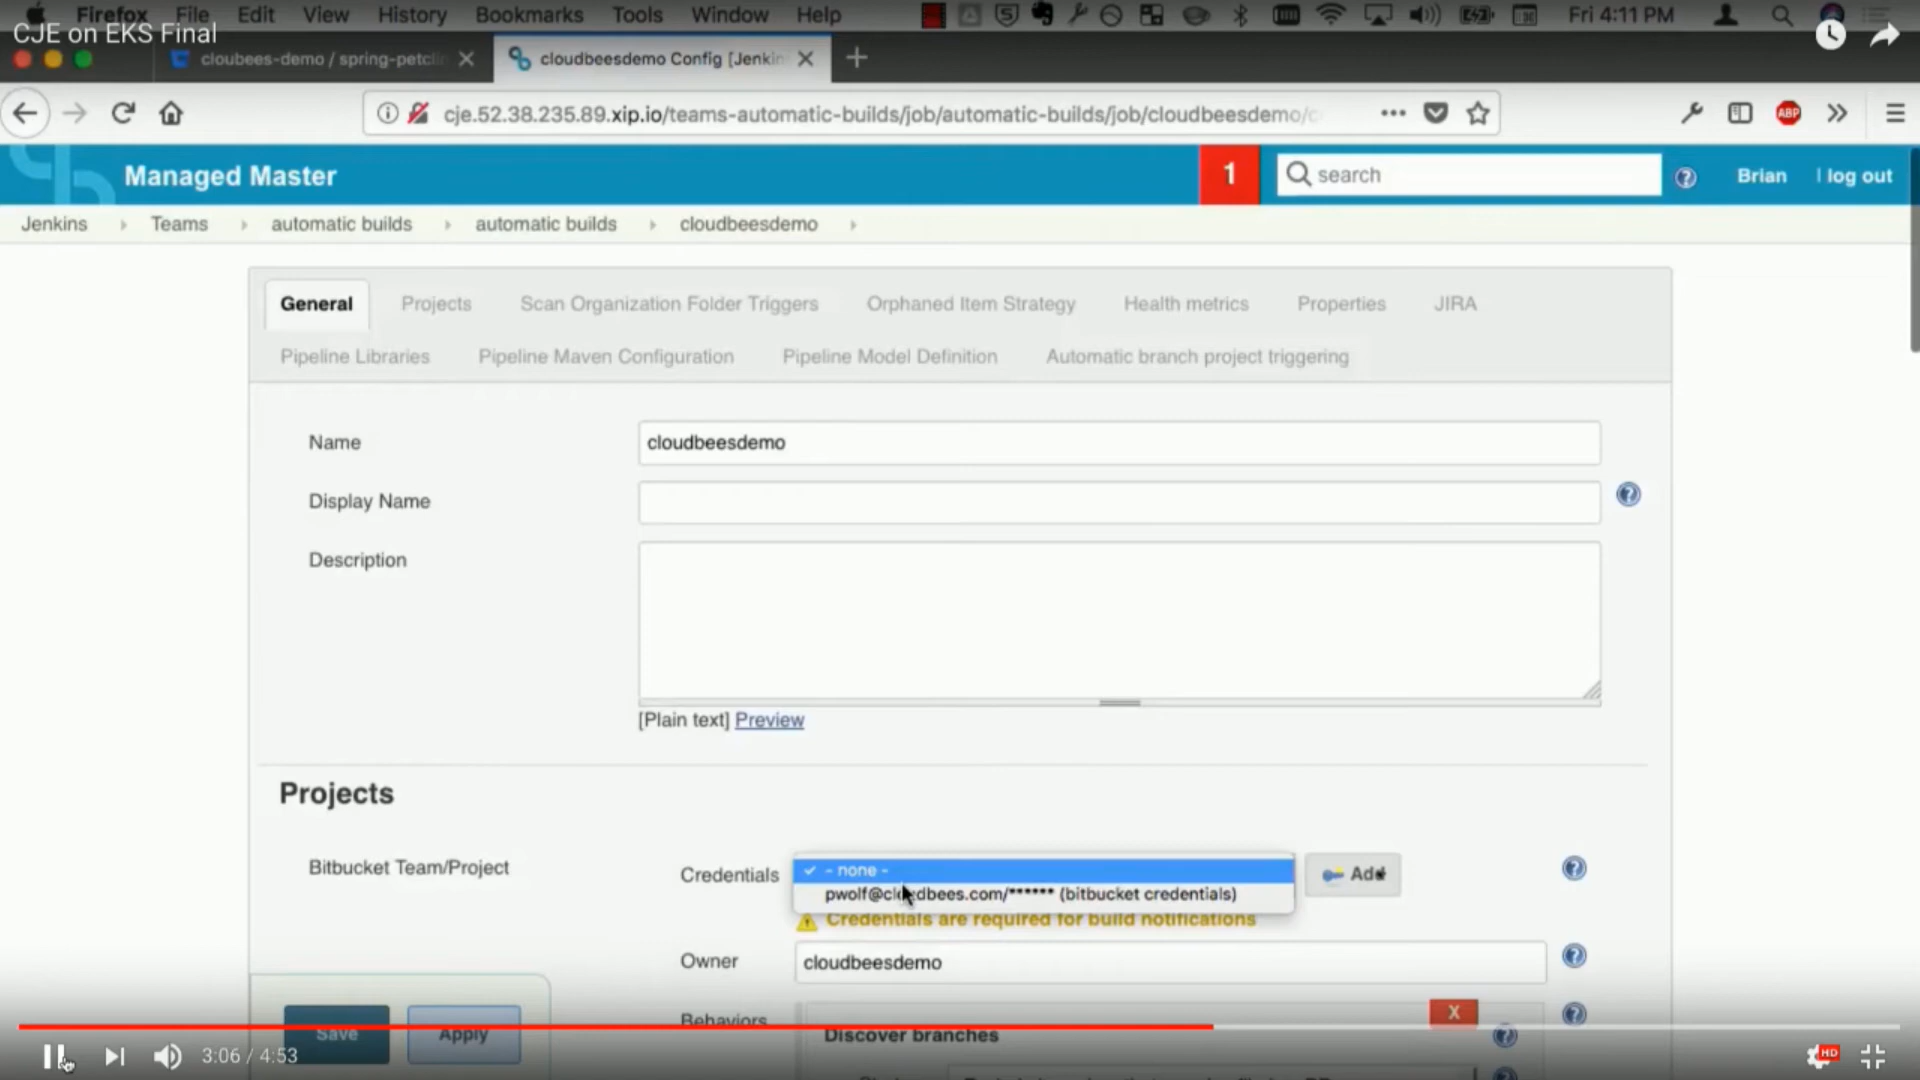 Firefox File Edit View History Bookmarks Tools Window Help Fri 4:11 PM
CJE on EKS Final
cloubees-demo / spring-petcli
cloudbeesdemo Config [Jenkin
cje.52.38.235.89.xip.io/teams-automatic-builds/job/automatic-builds/job/cloudbeesdemo/c
ABP
Managed Master
1
search
Brian
log out
Jenkins Teams automatic builds automatic builds cloudbeesdemo
General Projects Scan Organization Folder Triggers Orphaned Item Strategy Health metrics Properties JIRA
Pipeline Libraries Pipeline Maven Configuration Pipeline Model Definition Automatic branch project triggering
Name cloudbeesdemo
Display Name
Description
[Plain text] Preview
Projects
Bitbucket Team/Project
Credentials
- none -
Add
pwolf@cloudbees.com/****** (bitbucket credentials)
Credentials are required for build notifications
Owner cloudbeesdemo
Behaviors
X
Discover branches
Save Apply
3:06 / 4:53
HD